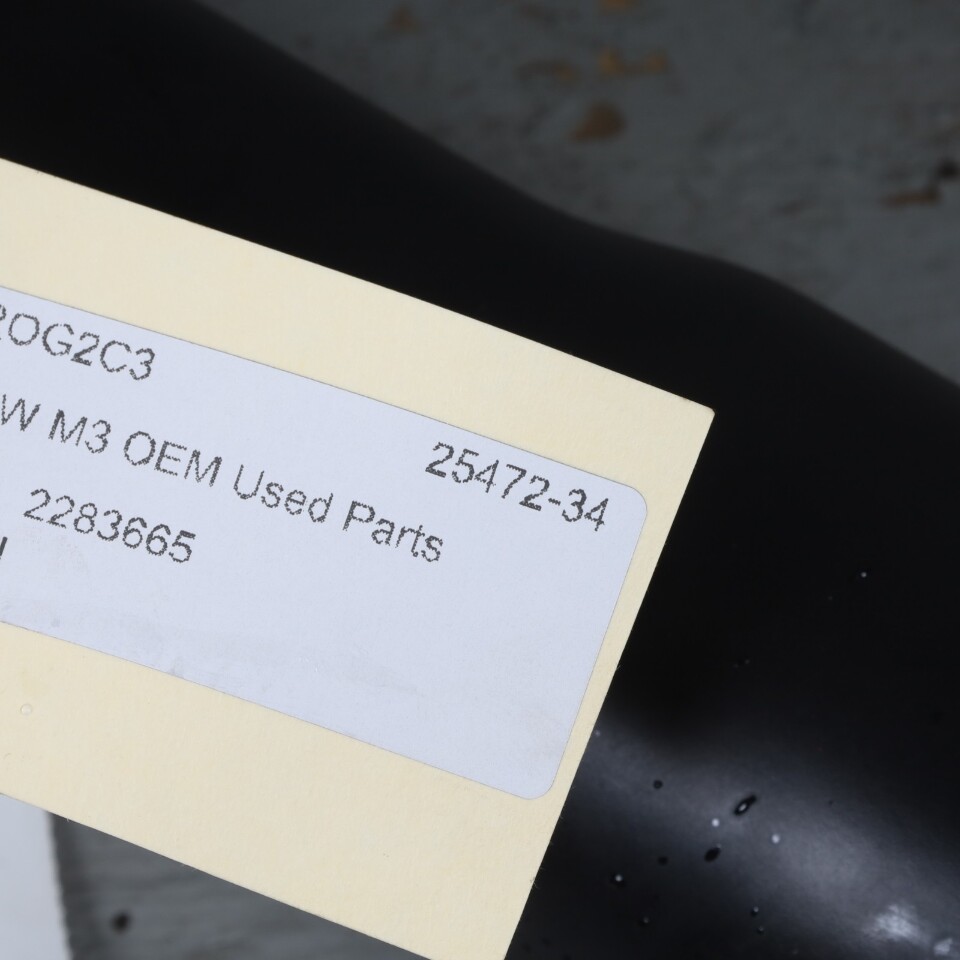 ROG2C3
W M3 OEM Used Parts
25472-34
2283665